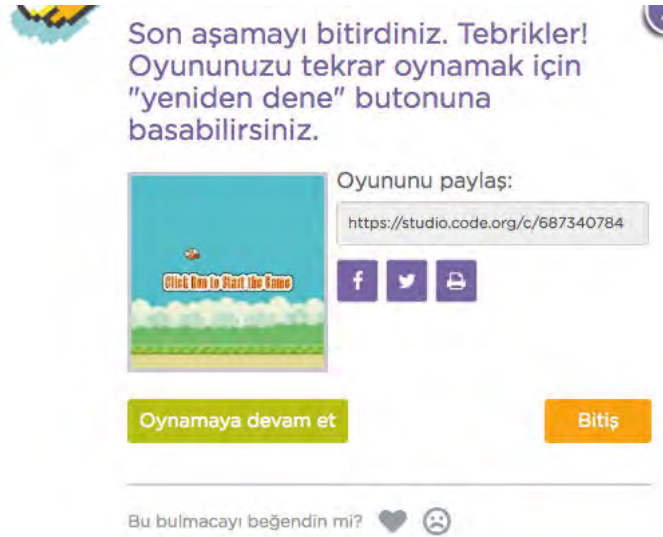 Son aşamayı bitirdiniz. Tebrikler!
Oyununuzu tekrar oynamak için
"yeniden dene" butonuna
basabilirsiniz.
Oyununu paylaş:
https://studio.code.org/c/687340784
Click Run to Start the Game
Oynamaya devam et
Bitiş
Bu bulmacayı beğendin mi?